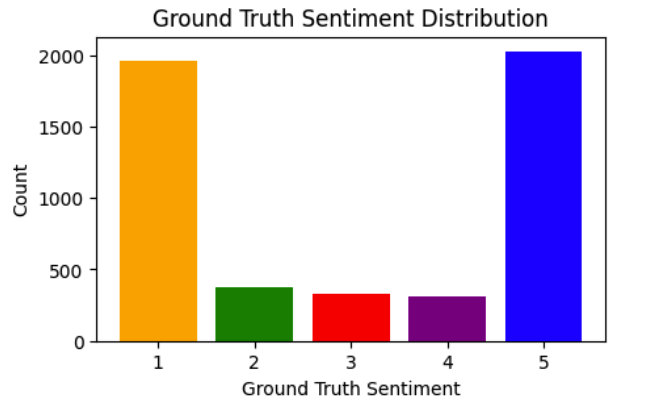 Ground Truth Sentiment Distribution
2000
1500
1000
500
0
Count
1 2 3 4 5
Ground Truth Sentiment